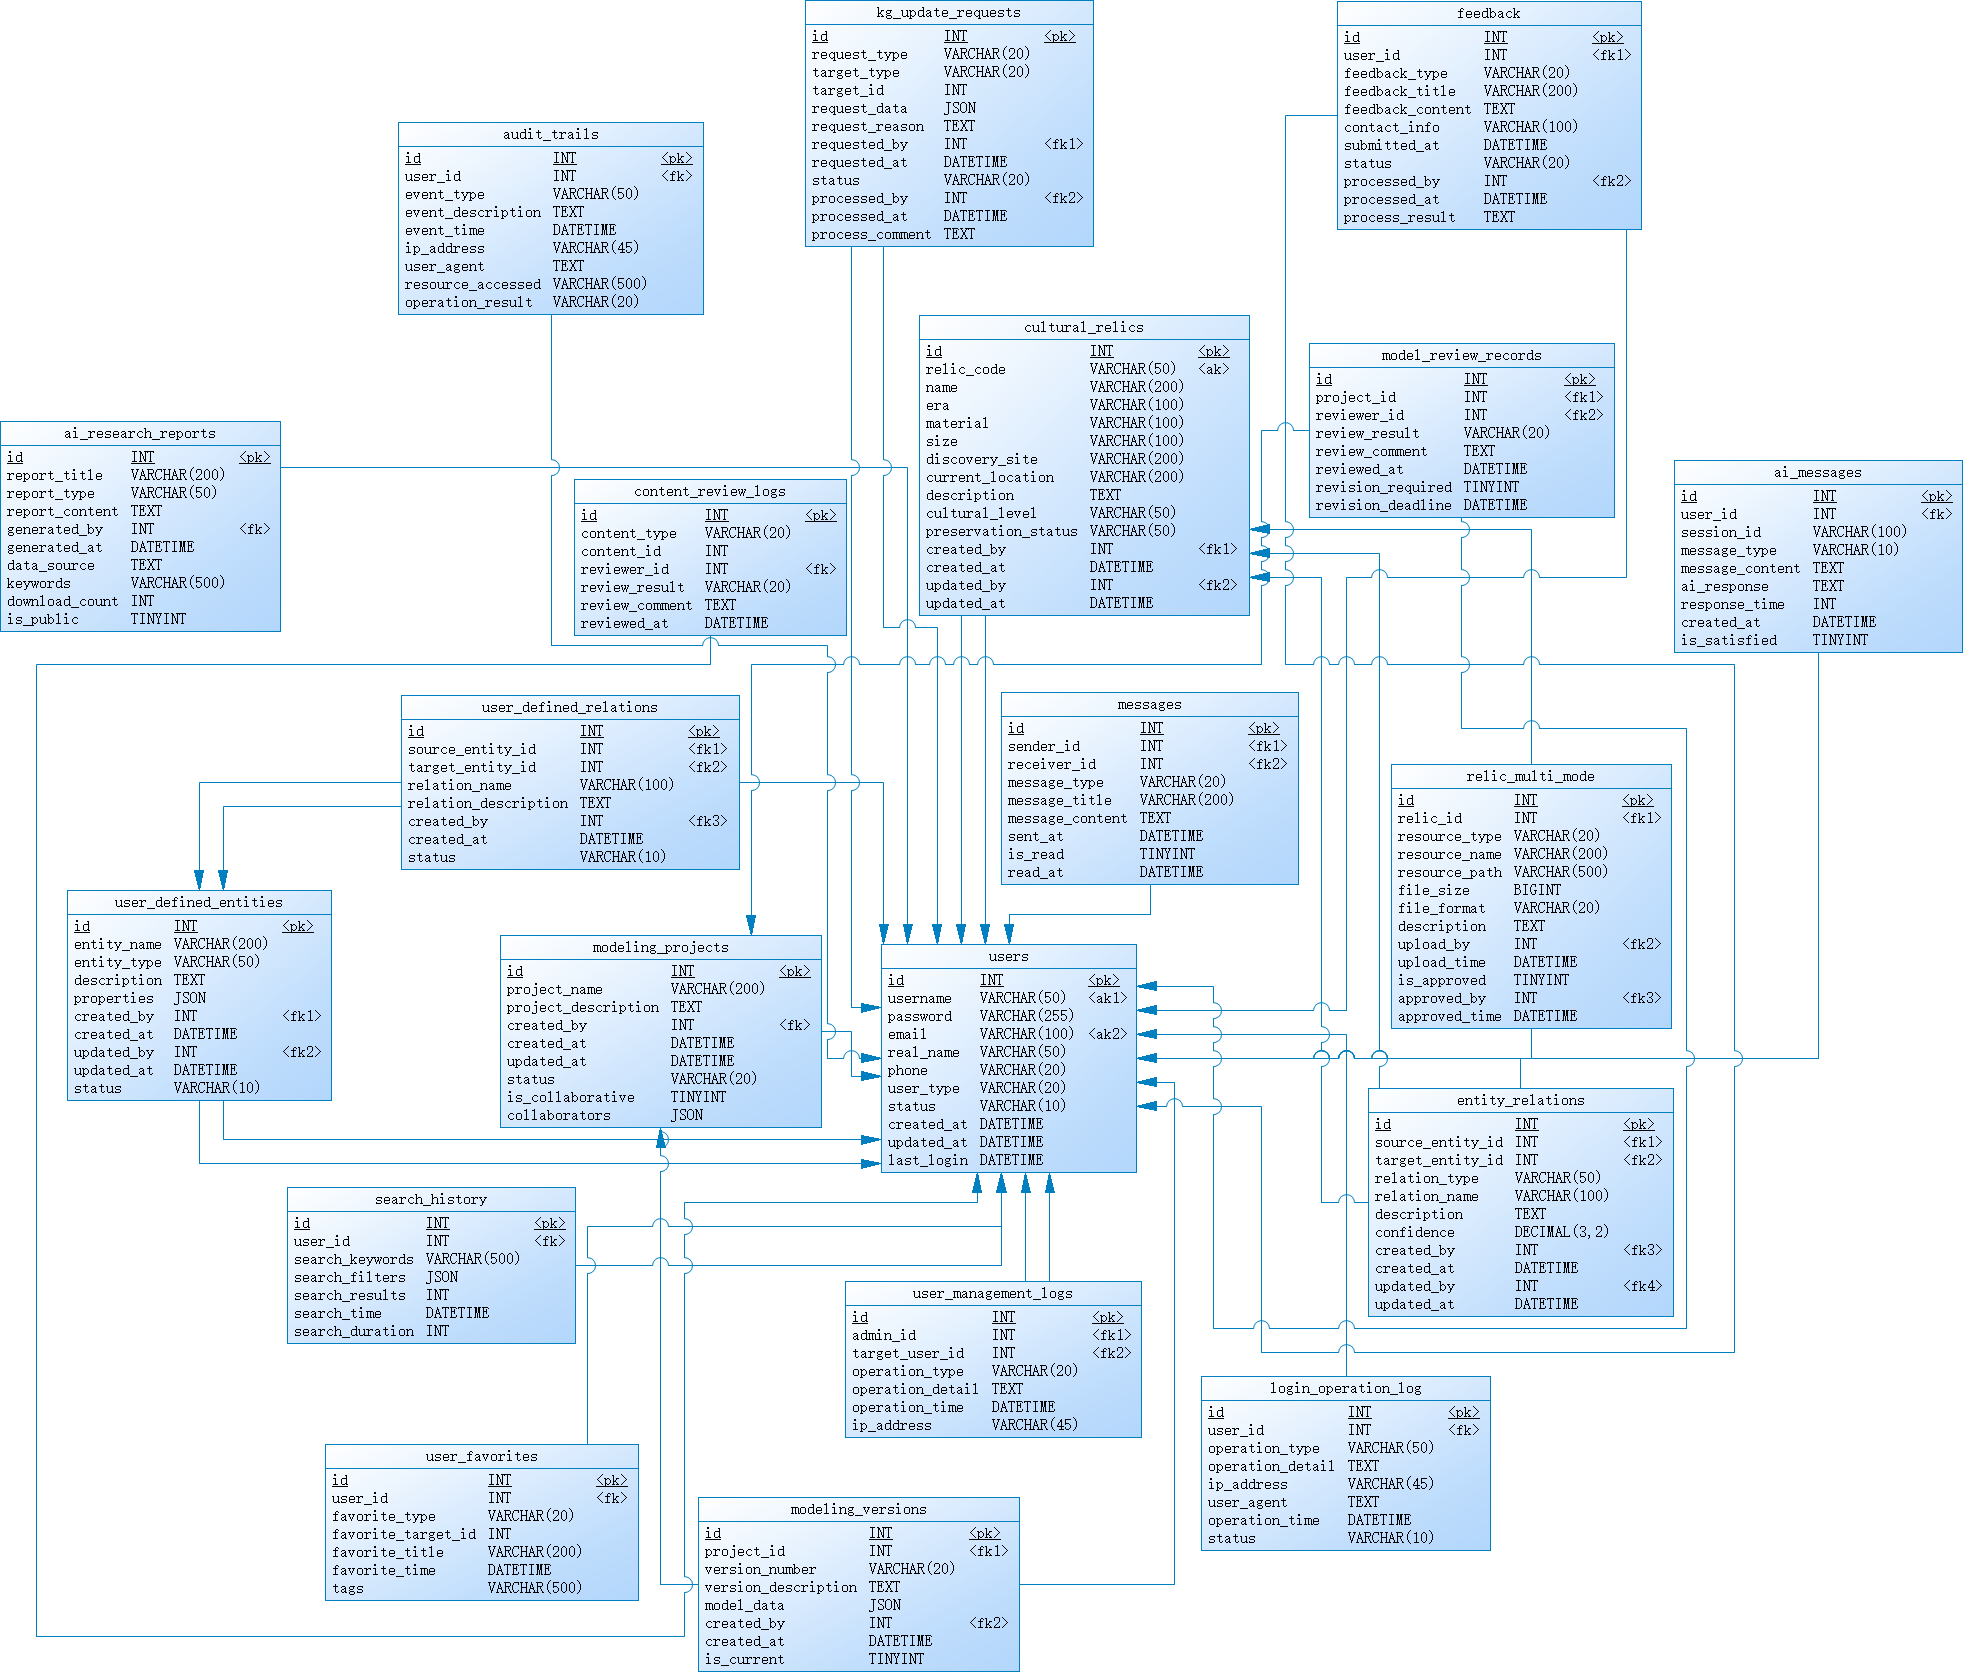 kg_update_requests
id INT <pk>
request_type VARCHAR(20)
target_type VARCHAR(20)
target_id INT
request_data JSON
request_reason TEXT
requested_by INT <fk1>
requested_at DATETIME
status VARCHAR(20)
processed_by INT <fk2>
processed_at DATETIME
process_comment TEXT
feedback
id INT <pk>
user_id INT <fk1>
feedback_type VARCHAR(20)
feedback_title VARCHAR(200)
feedback_content TEXT
contact_info VARCHAR(100)
submitted_at DATETIME
status VARCHAR(20)
processed_by INT <fk2>
processed_at DATETIME
process_result TEXT
audit_trails
id INT <pk>
user_id INT <fk>
event_type VARCHAR(50)
event_description TEXT
event_time DATETIME
ip_address VARCHAR(45)
user_agent TEXT
resource_accessed VARCHAR(500)
operation_result VARCHAR(20)
cultural_relics
id INT <pk>
relic_code VARCHAR(50) <ak>
name VARCHAR(200)
era VARCHAR(100)
material VARCHAR(100)
size VARCHAR(100)
discovery_site VARCHAR(200)
current_location VARCHAR(200)
description TEXT
cultural_level VARCHAR(50)
preservation_status VARCHAR(50)
created_by INT <fk1>
created_at DATETIME
updated_by INT <fk2>
updated_at DATETIME
model_review_records
id INT <pk>
project_id INT <fk1>
reviewer_id INT <fk2>
review_result VARCHAR(20)
review_comment TEXT
reviewed_at DATETIME
revision_required TINYINT
revision_deadline DATETIME
ai_research_reports
id INT <pk>
report_title VARCHAR(200)
report_type VARCHAR(50)
report_content TEXT
generated_by INT <fk>
generated_at DATETIME
data_source TEXT
keywords VARCHAR(500)
download_count INT
is_public TINYINT
content_review_logs
id INT <pk>
content_type VARCHAR(20)
content_id INT
reviewer_id INT <fk>
review_result VARCHAR(20)
review_comment TEXT
reviewed_at DATETIME
ai_messages
id INT <pk>
user_id INT <fk>
session_id VARCHAR(100)
message_type VARCHAR(10)
message_content TEXT
ai_response TEXT
response_time INT
created_at DATETIME
is_satisfied TINYINT
user_defined_relations
id INT <pk>
source_entity_id INT <fk1>
target_entity_id INT <fk2>
relation_name VARCHAR(100)
relation_description TEXT
created_by INT <fk3>
created_at DATETIME
status VARCHAR(10)
messages
id INT <pk>
sender_id INT <fk1>
receiver_id INT <fk2>
message_type VARCHAR(20)
message_title VARCHAR(200)
message_content TEXT
sent_at DATETIME
is_read TINYINT
read_at DATETIME
relic_multi_mode
id INT <pk>
relic_id INT <fk1>
resource_type VARCHAR(20)
resource_name VARCHAR(200)
resource_path VARCHAR(500)
file_size BIGINT
file_format VARCHAR(20)
description TEXT
upload_by INT <fk2>
upload_time DATETIME
is_approved TINYINT
approved_by INT <fk3>
approved_time DATETIME
user_defined_entities
id INT <pk>
entity_name VARCHAR(200)
entity_type VARCHAR(50)
description TEXT
properties JSON
created_by INT <fk1>
created_at DATETIME
updated_by INT <fk2>
updated_at DATETIME
status VARCHAR(10)
modeling_projects
id INT <pk>
project_name VARCHAR(200)
project_description TEXT
created_by INT <fk>
created_at DATETIME
updated_at DATETIME
status VARCHAR(20)
is_collaborative TINYINT
collaborators JSON
users
id INT <pk>
username VARCHAR(50) <ak1>
password VARCHAR(255)
email VARCHAR(100) <ak2>
real_name VARCHAR(50)
phone VARCHAR(20)
user_type VARCHAR(20)
status VARCHAR(10)
created_at DATETIME
updated_at DATETIME
last_login DATETIME
entity_relations
id INT <pk>
source_entity_id INT <fk1>
target_entity_id INT <fk2>
relation_type VARCHAR(50)
relation_name VARCHAR(100)
description TEXT
confidence DECIMAL(3,2)
created_by INT <fk3>
created_at DATETIME
updated_by INT <fk4>
updated_at DATETIME
search_history
id INT <pk>
user_id INT <fk>
search_keywords VARCHAR(500)
search_filters JSON
search_results INT
search_time DATETIME
search_duration INT
user_management_logs
id INT <pk>
admin_id INT <fk1>
target_user_id INT <fk2>
operation_type VARCHAR(20)
operation_detail TEXT
operation_time DATETIME
ip_address VARCHAR(45)
login_operation_log
id INT <pk>
user_id INT <fk>
operation_type VARCHAR(50)
operation_detail TEXT
ip_address VARCHAR(45)
user_agent TEXT
operation_time DATETIME
status VARCHAR(10)
user_favorites
id INT <pk>
user_id INT <fk>
favorite_type VARCHAR(20)
favorite_target_id INT
favorite_title VARCHAR(200)
favorite_time DATETIME
tags VARCHAR(500)
modeling_versions
id INT <pk>
project_id INT <fk1>
version_number VARCHAR(20)
version_description TEXT
model_data JSON
created_by INT <fk2>
created_at DATETIME
is_current TINYINT